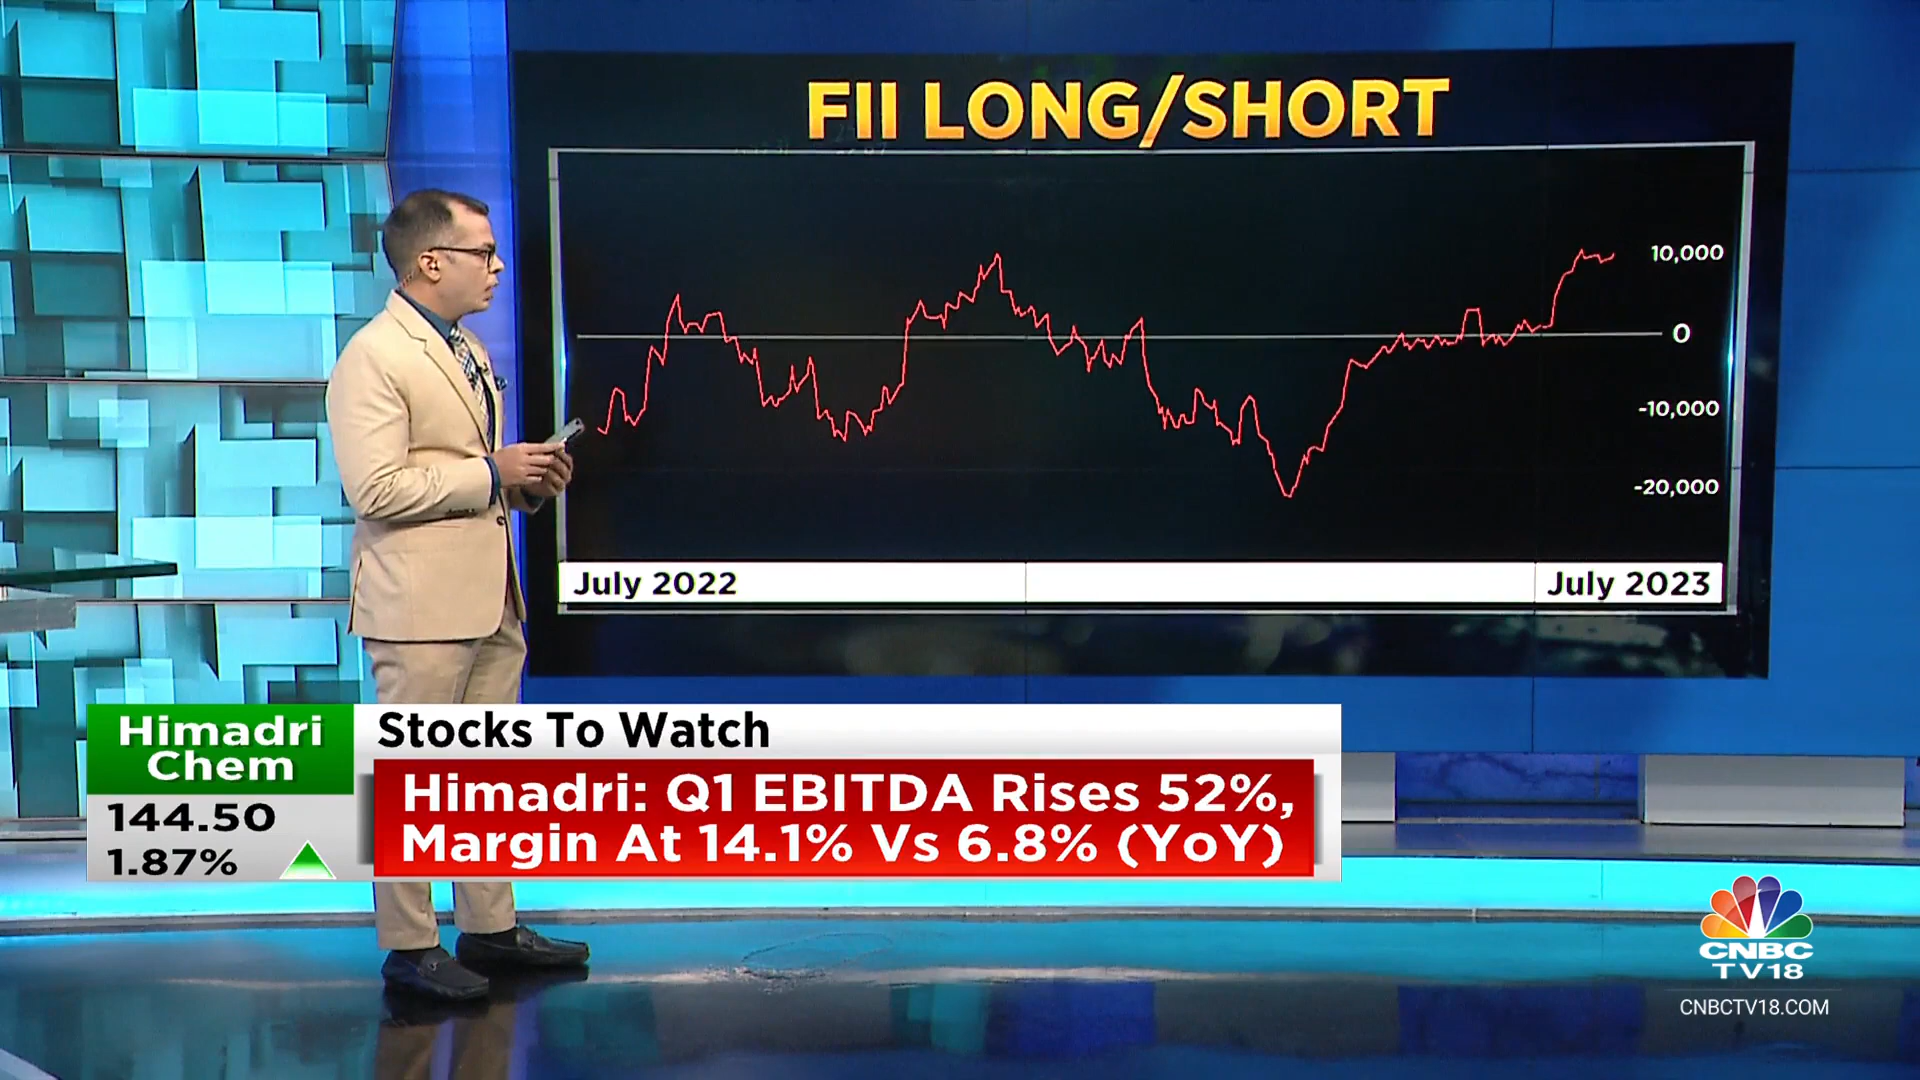 FII LONG/SHORT
10,000
0
-10,000
-20,000
July 2022
July 2023
Himadri
Chem
144.50
1.87%
Stocks To Watch
Himadri: Q1 EBITDA Rises 52%,
Margin At 14.1% Vs 6.8% (YoY)
CNBC
TV18
CNBCTV18.COM